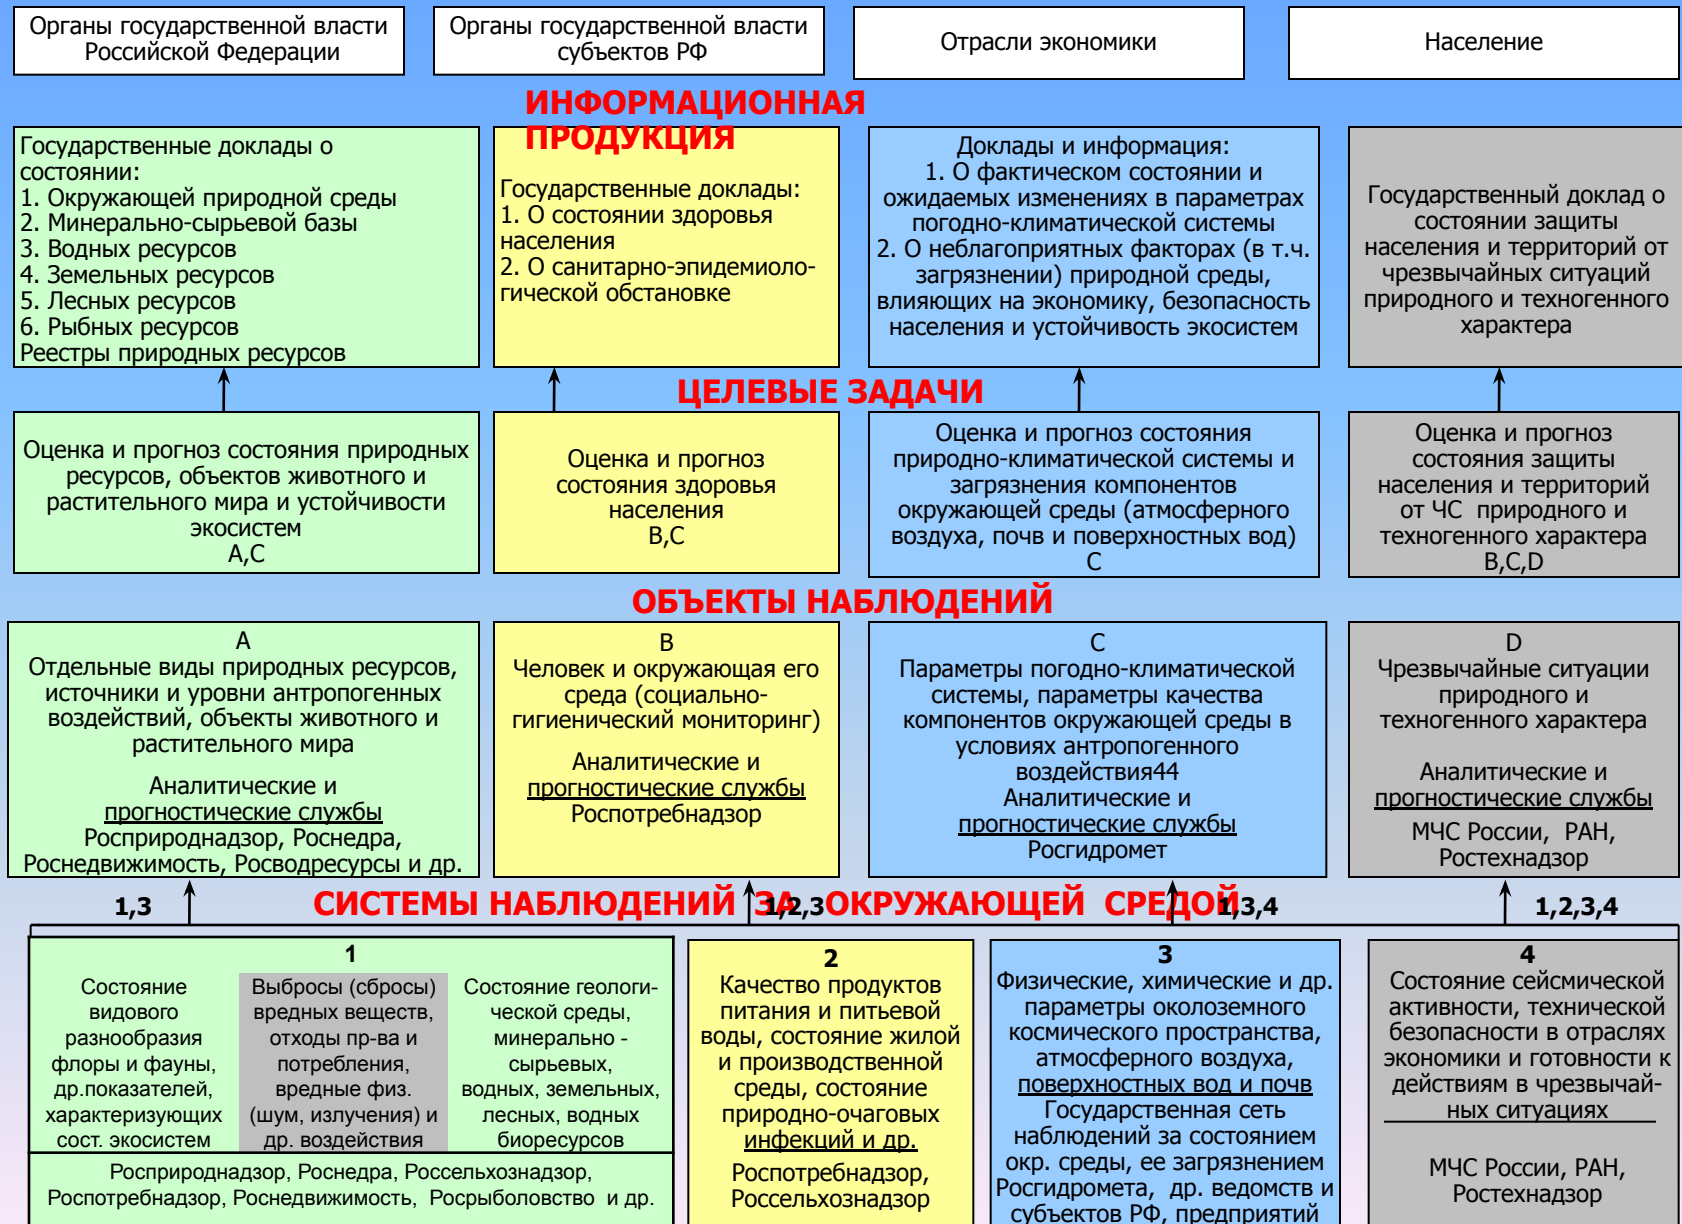 Органы государственной власти
Российской Федерации
Органы государственной власти
субъектов РФ
Отрасли экономики
Население
ИНФОРМАЦИОННАЯ
ПРОДУКЦИЯ
Государственные доклады о
состоянии:
1. Окружающей природной среды
2. Минерально-сырьевой базы
3. Водных ресурсов
4. Земельных ресурсов
5. Лесных ресурсов
6. Рыбных ресурсов
Реестры природных ресурсов
Государственные доклады:
1. О состоянии здоровья
населения
2. О санитарно-эпидемиоло-
гической обстановке
Доклады и информация:
1. О фактическом состоянии и
ожидаемых изменениях в параметрах
погодно-климатической системы
2. О неблагоприятных факторах (в т.ч.
загрязнении) природной среды,
влияющих на экономику, безопасность
населения и устойчивость экосистем
Государственный доклад о
состоянии защиты
населения и территорий от
чрезвычайных ситуаций
природного и техногенного
характера
ЦЕЛЕВЫЕ ЗАДАЧИ
Оценка и прогноз состояния природных
ресурсов, объектов животного и
растительного мира и устойчивости
экосистем
А,С
Оценка и прогноз
состояния здоровья
населения
В,С
Оценка и прогноз состояния
природно-климатической системы и
загрязнения компонентов
окружающей среды (атмосферного
воздуха, почв и поверхностных вод)
С
Оценка и прогноз
состояния защиты
населения и территорий
от ЧС природного и
техногенного характера
B,C,D
ОБЪЕКТЫ НАБЛЮДЕНИЙ
А
Отдельные виды природных ресурсов,
источники и уровни антропогенных
воздействий, объекты животного и
растительного мира
Аналитические и
прогностические службы
Росприроднадзор, Роснедра,
Роснедвижимость, Росводресурсы и др.
В
Человек и окружающая его
среда (социально-
гигиенический мониторинг)
Аналитические и
прогностические службы
Роспотребнадзор
С
Параметры погодно-климатической
системы, параметры качества
компонентов окружающей среды в
условиях антропогенного
воздействия44
Аналитические и
прогностические службы
Росгидромет
D
Чрезвычайные ситуации
природного и
техногенного характера
Аналитические и
прогностические службы
МЧС России, РАН,
Ростехнадзор
СИСТЕМЫ НАБЛЮДЕНИЙ ЗА ОКРУЖАЮЩЕЙ СРЕДОЙ
1,3
1,2,3
1,3,4
1,2,3,4
1
Состояние
видового
разнообразия
флоры и фауны,
др.показателей,
характеризующих
сост. экосистем
Выбросы (сбросы)
вредных веществ,
отходы пр-ва и
потребления,
вредные физ.
(шум, излучения) и
др. воздействия
Состояние геологи-
ческой среды,
минерально -
сырьевых,
водных, земельных,
лесных, водных
биоресурсов
Росприроднадзор, Роснедра, Россельхознадзор,
Роспотребнадзор, Роснедвижимость, Росрыболовство и др.
2
Качество продуктов
питания и питьевой
воды, состояние жилой
и производственной
среды, состояние
природно-очаговых
инфекций и др.
Роспотребнадзор,
Россельхознадзор
3
Физические, химические и др.
параметры околоземного
космического пространства,
атмосферного воздуха,
поверхностных вод и почв
Государственная сеть
наблюдений за состоянием
окр. среды, ее загрязнением
Росгидромета, др. ведомств и
субъектов РФ, предприятий
4
Состояние сейсмической
активности, технической
безопасности в отраслях
экономики и готовности к
действиям в чрезвычай-
ных ситуациях
МЧС России, РАН,
Ростехнадзор